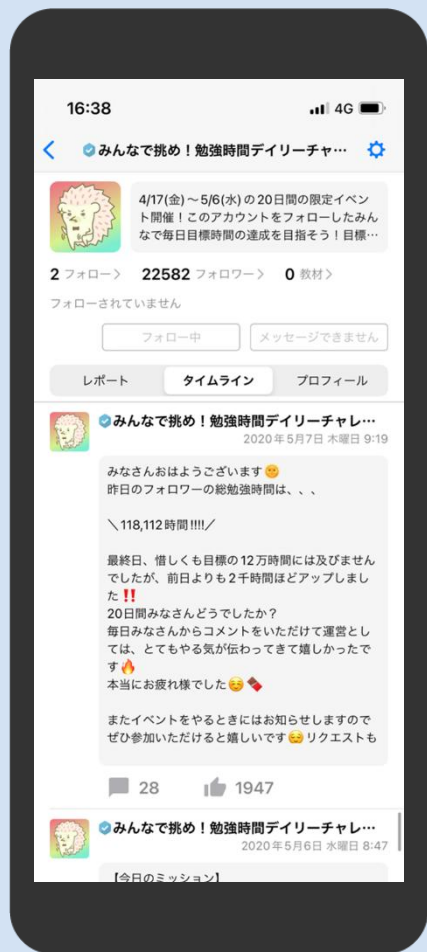 16:38
4G
みんなで挑め！勉強時間デイリーチャ…
4/17(金)～5/6(水)の20日間の限定イベン
ト開催！このアカウントをフォローしたみん
なで毎日目標時間の達成を目指そう！目標…
2 フォロー 22582 フォロワー 0 教材
フォローされていません
フォロー中 メッセージできません
レポート タイムライン プロフィール
みんなで挑め！勉強時間デイリーチャレ…
2020年5月7日 木曜日 9:19
みなさんおはようございます😊
昨日のフォロワーの総勉強時間は、、、
＼118,112時間!!!!／
最終日、惜しくも目標の12万時間には及びません
でしたが、前日よりも2千時間ほどアップしまし
た‼️
20日間みなさんどうでしたか？
毎日みなさんからコメントをいただけて運営とし
ては、とてもやる気が伝わってきて嬉しかったで
す🔥
本当にお疲れ様でした☺️🍫
またイベントをやるときにはお知らせしますので
ぜひ参加いただけると嬉しいです😊リクエストも
28 1947
みんなで挑め！勉強時間デイリーチャレ…
2020年5月6日 水曜日 8:47
【今日のミッション】